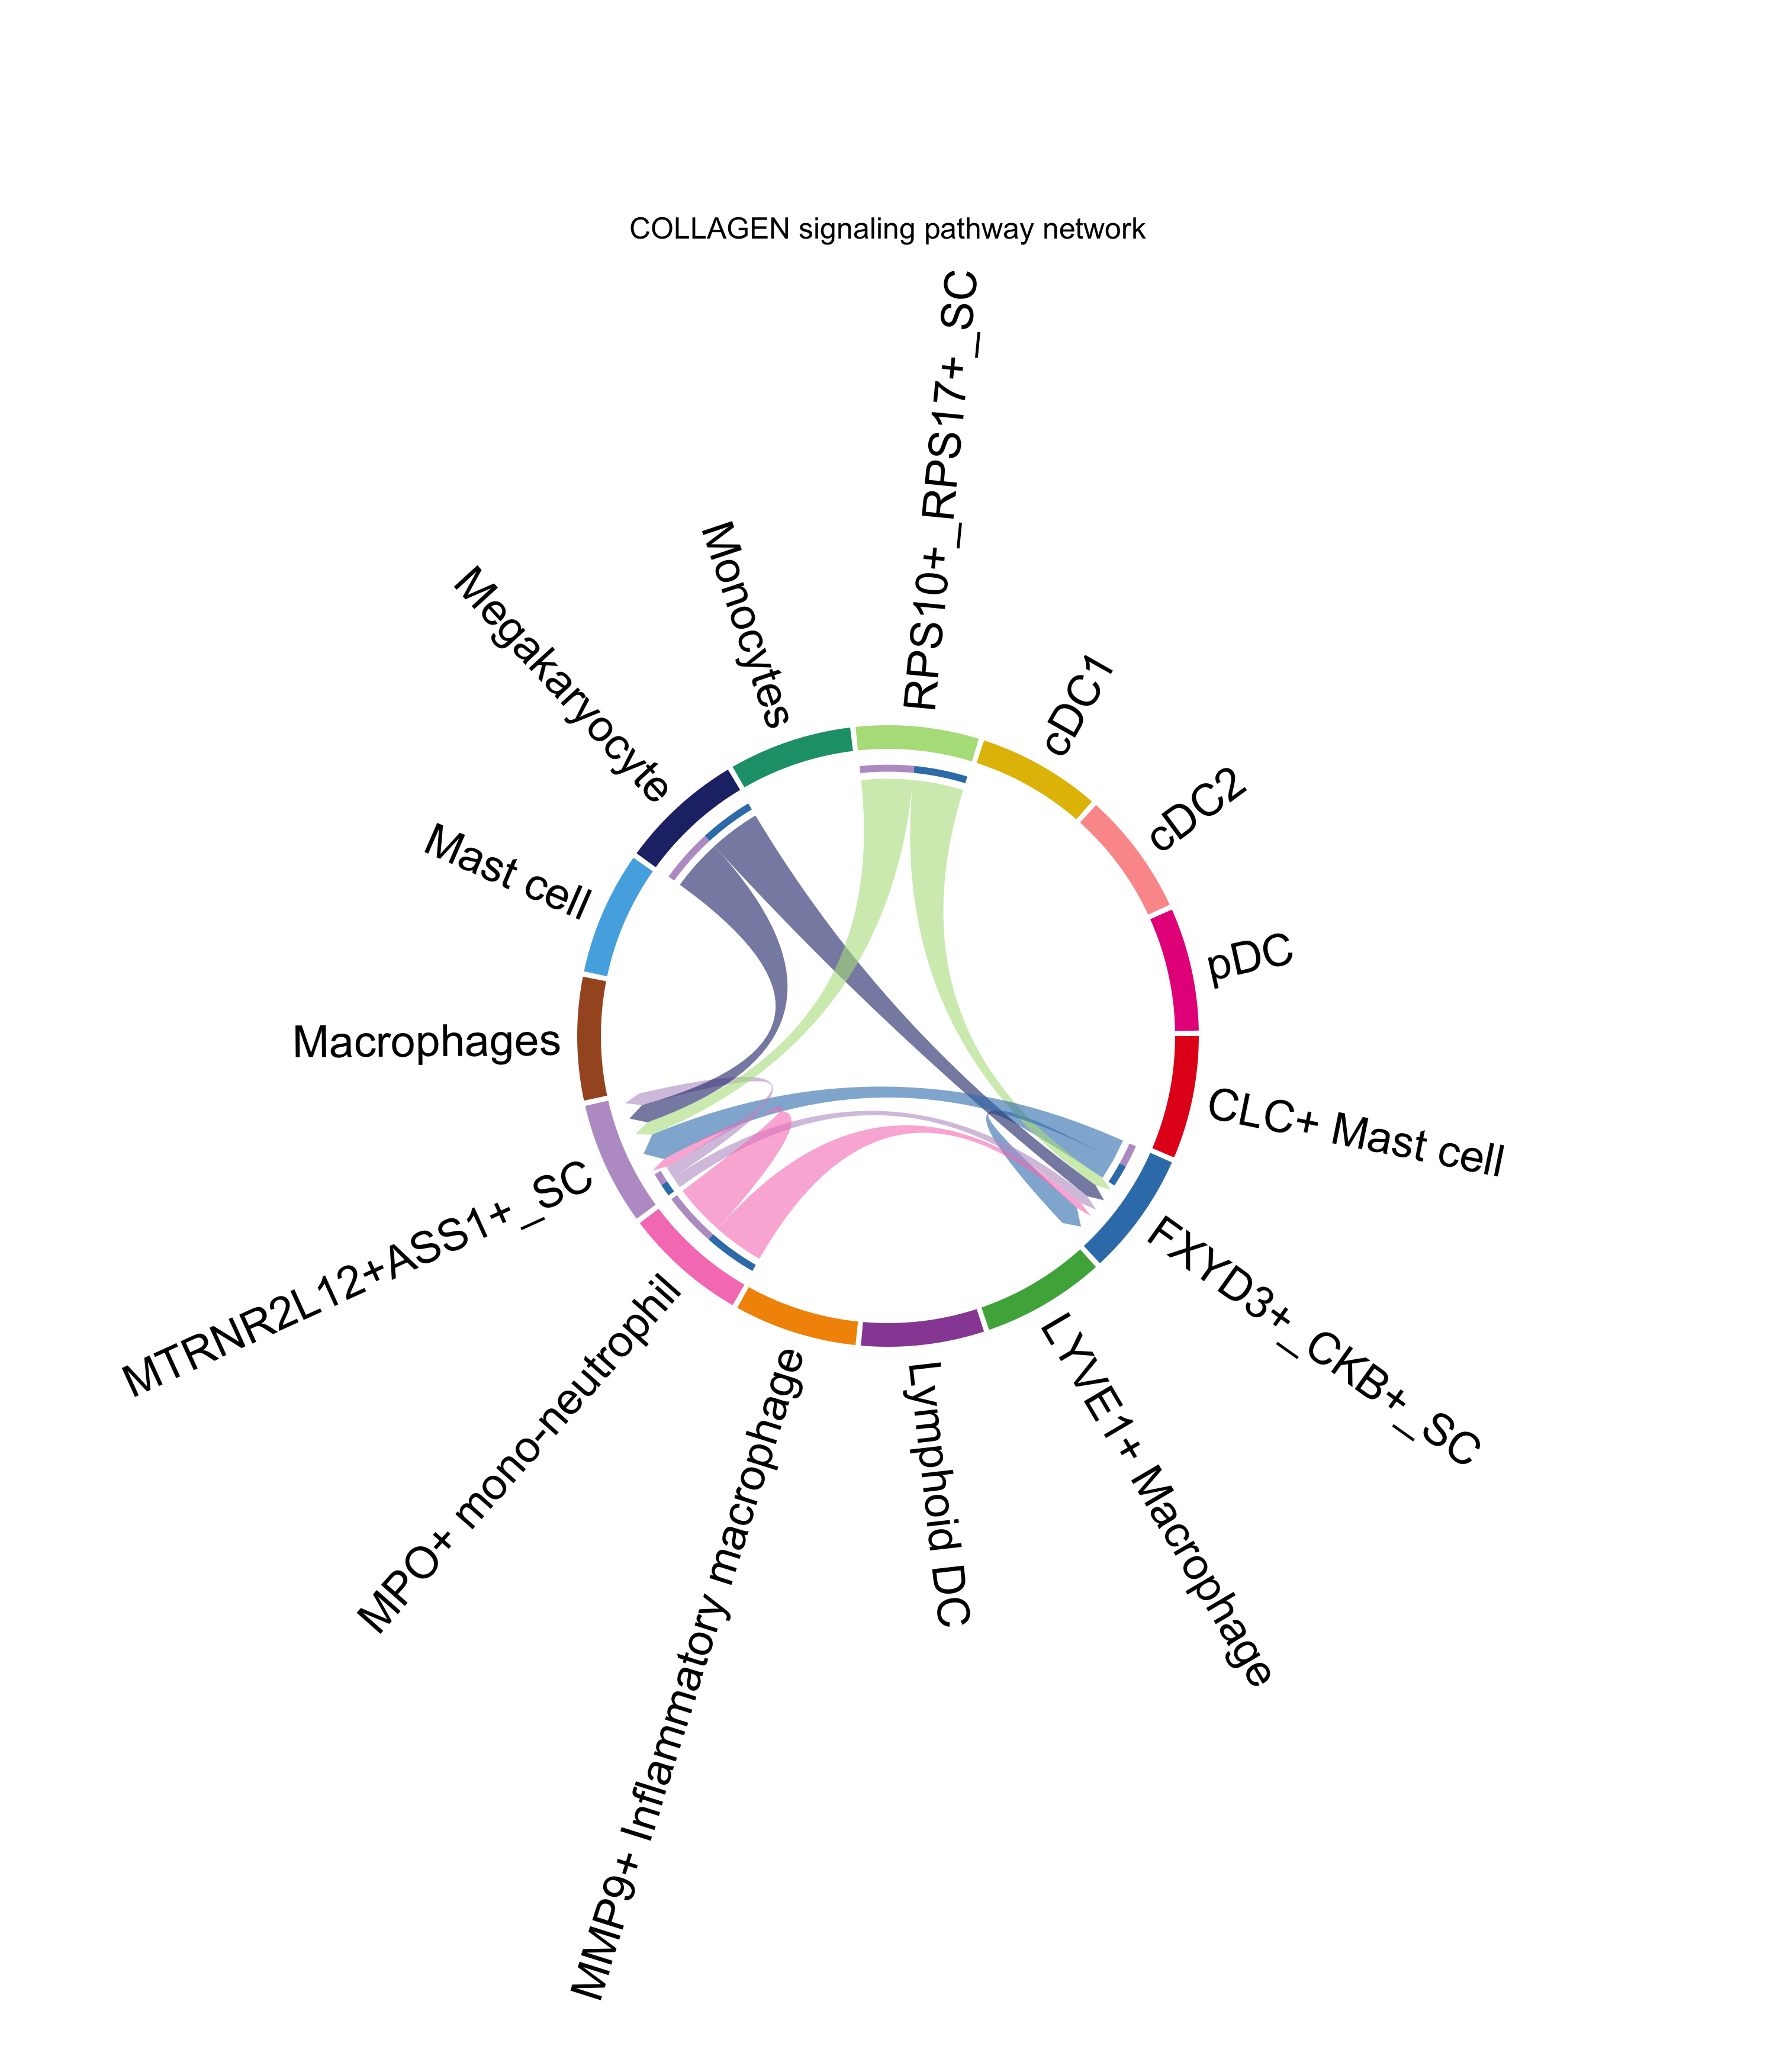 COLLAGEN signaling pathway network
RPS10+_RPS17+_SC
cDC1
cDC2
pDC
CLC+ Mast cell
FXYD3+_CKB+_SC
LYVE1+ Macrophage
Lymphoid DC
MMP9+ Inflammatory macrophage
MPO+ mono-neutrophil
MTRNR2L12+ASS1+_SC
Macrophages
Mast cell
Megakaryocyte
Monocytes